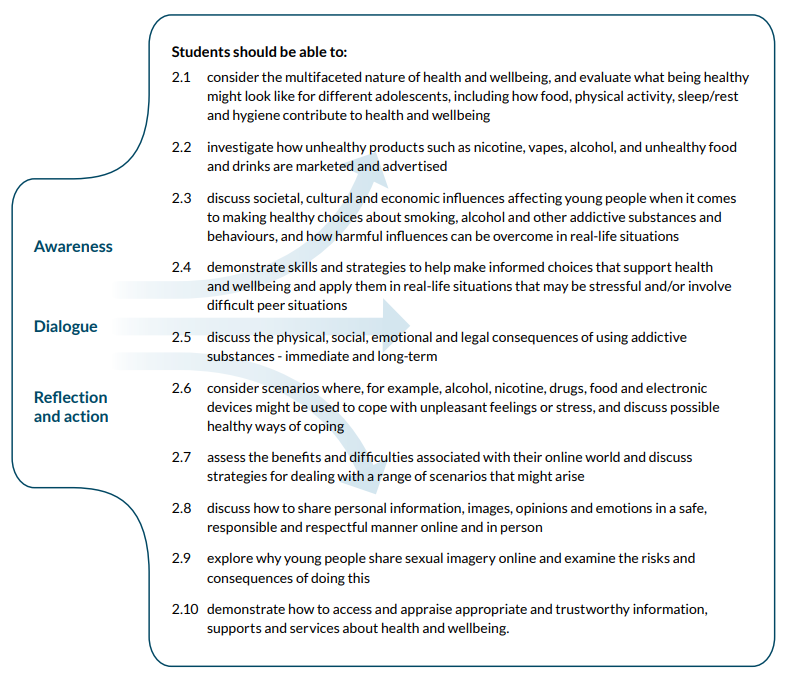 Awareness
Dialogue
Reflection
and action
Students should be able to:
2.1 consider the multifaceted nature of health and wellbeing, and evaluate what being healthy
might look like for different adolescents, including how food, physical activity, sleep/rest
and hygiene contribute to health and wellbeing
2.2 investigate how unhealthy products such as nicotine, vapes, alcohol, and unhealthy food
and drinks are marketed and advertised
2.3 discuss societal, cultural and economic influences affecting young people when it comes
to making healthy choices about smoking, alcohol and other addictive substances and
behaviours, and how harmful influences can be overcome in real-life situations
2.4 demonstrate skills and strategies to help make informed choices that support health
and wellbeing and apply them in real-life situations that may be stressful and/or involve
difficult peer situations
2.5 discuss the physical, social, emotional and legal consequences of using addictive
substances - immediate and long-term
2.6 consider scenarios where, for example, alcohol, nicotine, drugs, food and electronic
devices might be used to cope with unpleasant feelings or stress, and discuss possible
healthy ways of coping
2.7 assess the benefits and difficulties associated with their online world and discuss
strategies for dealing with a range of scenarios that might arise
2.8 discuss how to share personal information, images, opinions and emotions in a safe,
responsible and respectful manner online and in person
2.9 explore why young people share sexual imagery online and examine the risks and
consequences of doing this
2.10 demonstrate how to access and appraise appropriate and trustworthy information,
supports and services about health and wellbeing.